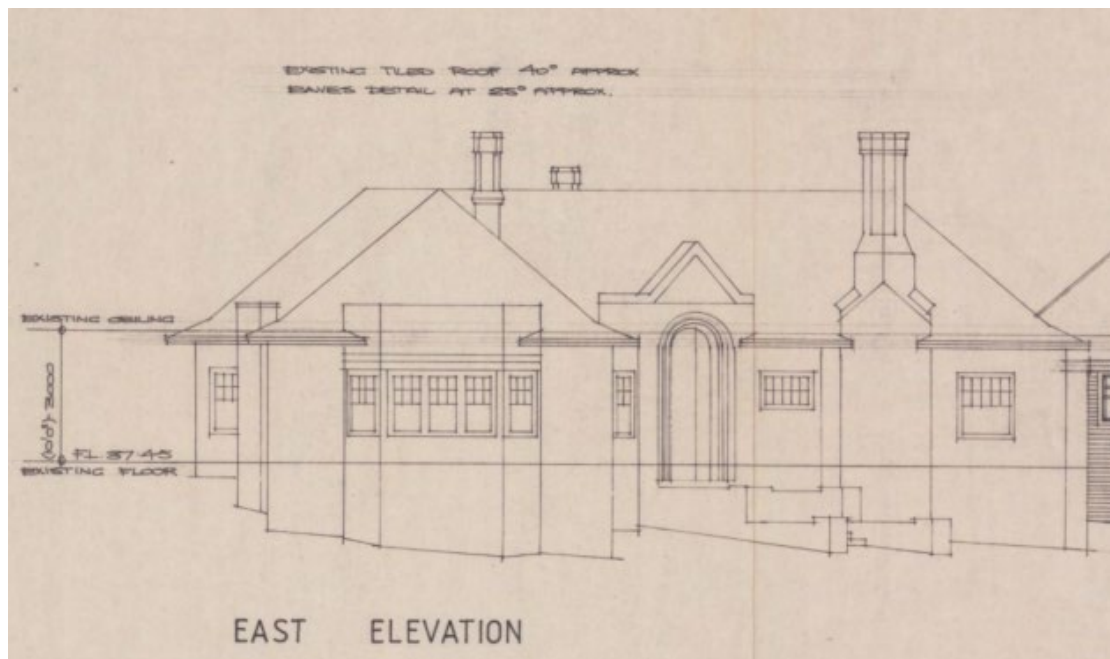 EXISTING TILED ROOF 40° APPROX
EAVES DETAIL AT 25° APPROX.
EXISTING CEILING
3000
FL 37.45
EXISTING FLOOR
EAST ELEVATION